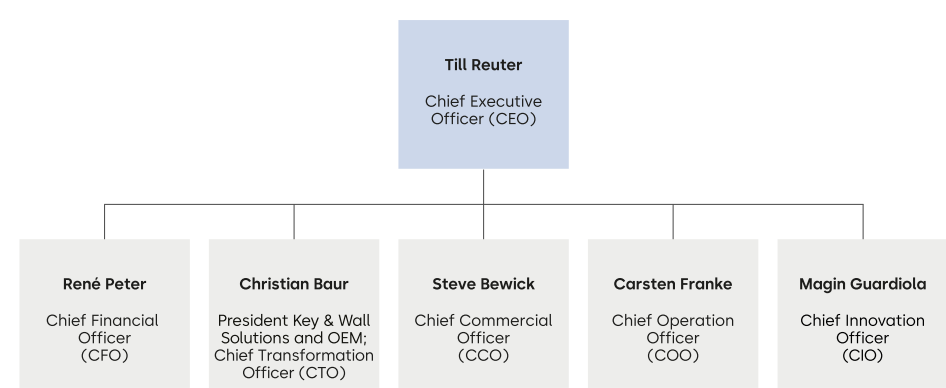 Till Reuter
Chief Executive
Officer (CEO)
René Peter
Chief Financial
Officer
(CFO)
Christian Baur
President Key & Wall
Solutions and OEM;
Chief Transformation
Officer (CTO)
Steve Bewick
Chief Commercial
Officer
(CCO)
Carsten Franke
Chief Operation
Officer
(COO)
Magin Guardiola
Chief Innovation
Officer
(CIO)